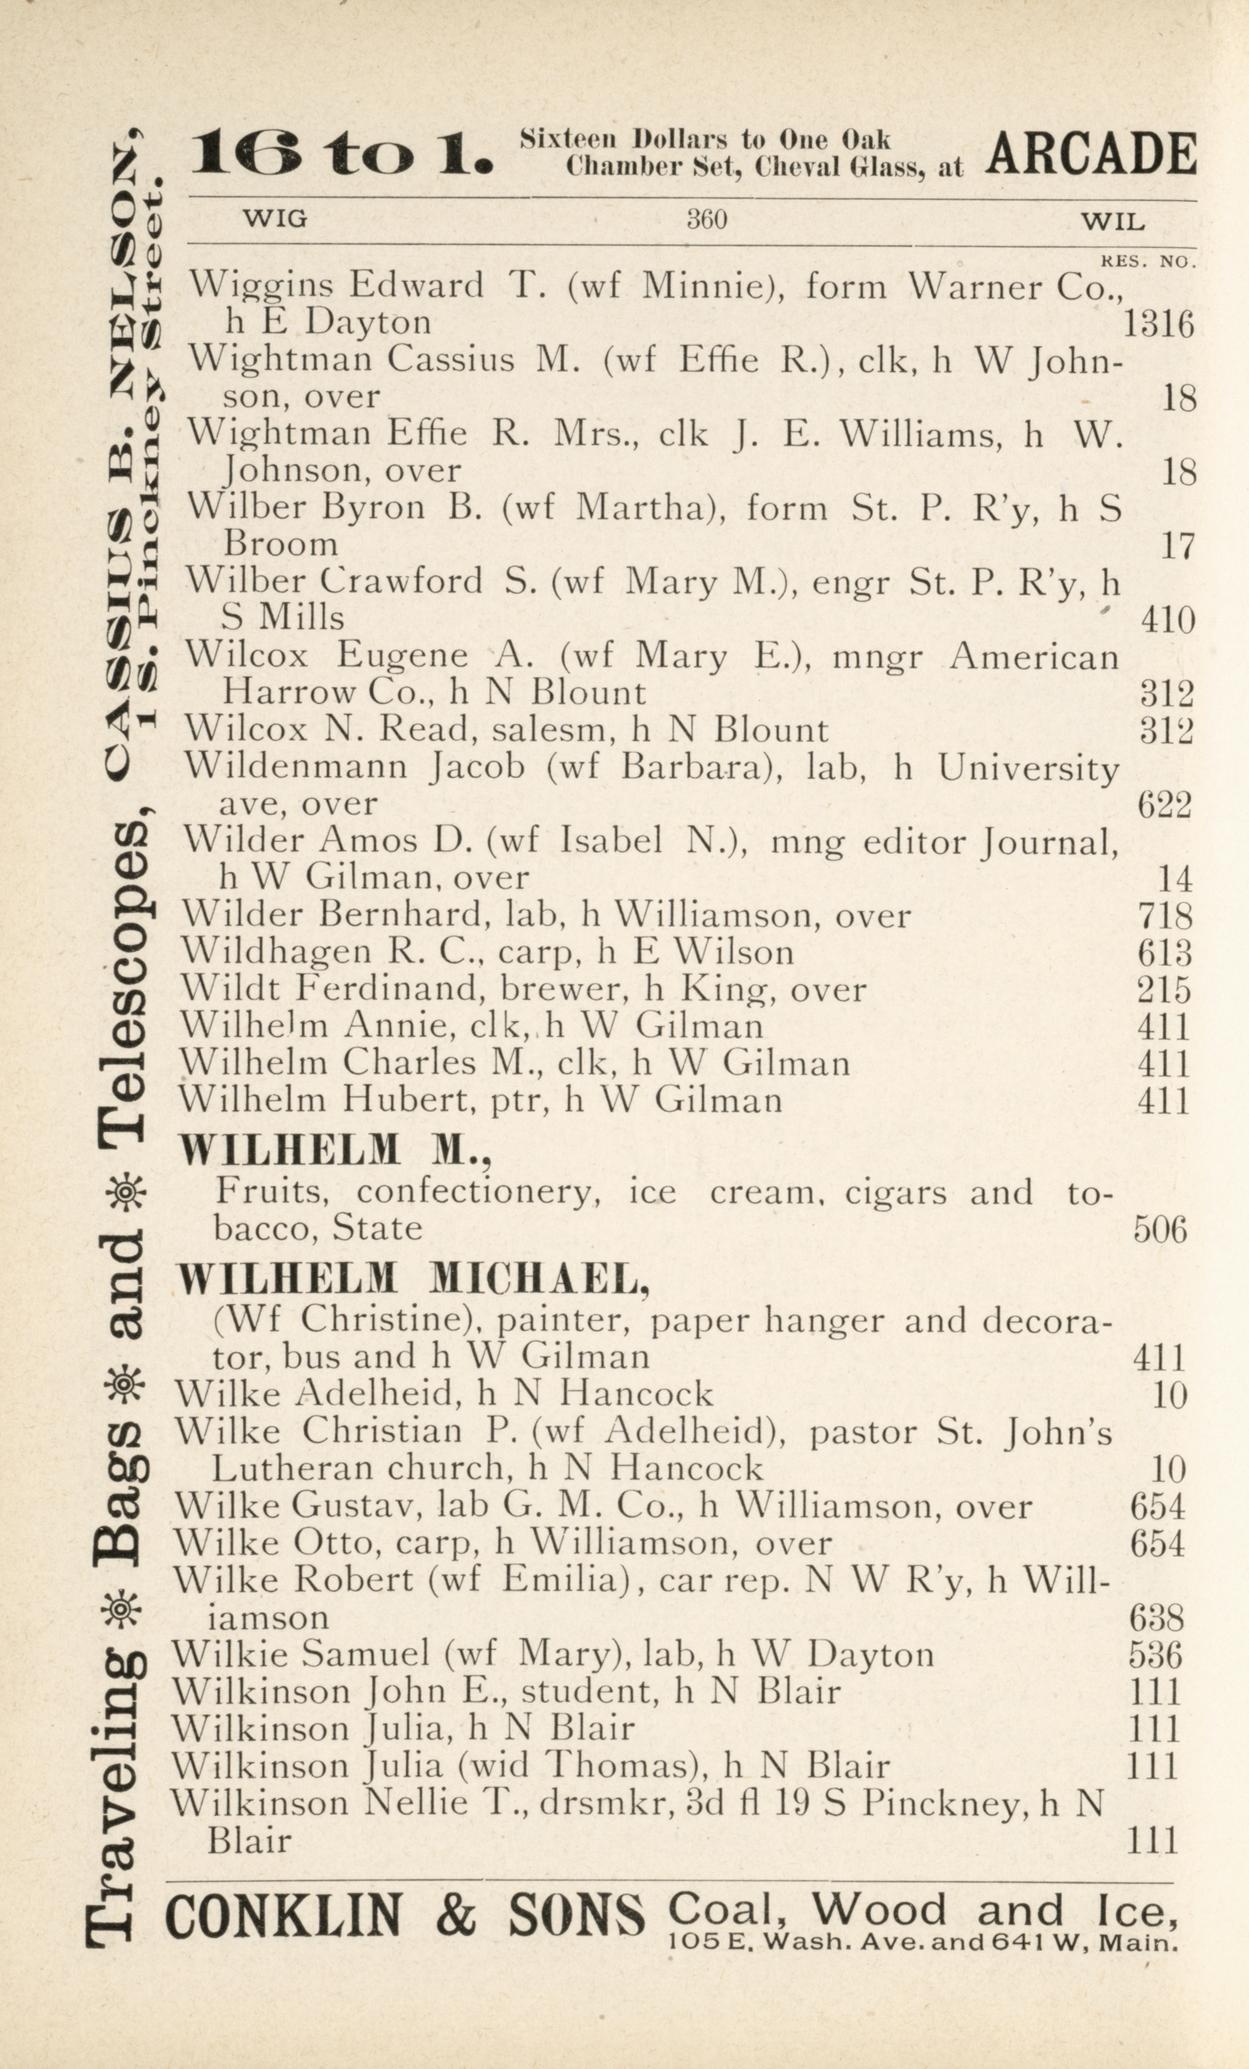 16 to 1. Sixteen Dollars to One Oak
Chamber Set, Cheval Glass, at ARCADE
WIG 360 WIL
RES. NO.
Wiggins Edward T. (wf Minnie), form Warner Co.,
h E Dayton 1316
Wightman Cassius M. (wf Effie R.), clk, h W John-
son, over 18
Wightman Effie R. Mrs., clk J. E. Williams, h W.
Johnson, over 18
Wilber Byron B. (wf Martha), form St. P. R'y, h S
Broom 17
Wilber Crawford S. (wf Mary M.), engr St. P. R'y, h
S Mills 410
Wilcox Eugene A. (wf Mary E.), mngr American
Harrow Co., h N Blount 312
Wilcox N. Read, salesm, h N Blount 312
Wildenmann Jacob (wf Barbara), lab, h University
ave, over 622
Wilder Amos D. (wf Isabel N.), mng editor Journal,
h W Gilman, over 14
Wilder Bernhard, lab, h Williamson, over 718
Wildhagen R. C., carp, h E Wilson 613
Wildt Ferdinand, brewer, h King, over 215
Wilhelm Annie, clk, h W Gilman 411
Wilhelm Charles M., clk, h W Gilman 411
Wilhelm Hubert, ptr, h W Gilman 411
WILHELM M.,
Fruits, confectionery, ice cream, cigars and to-
bacco, State 506
WILHELM MICHAEL,
(Wf Christine), painter, paper hanger and decora-
tor, bus and h W Gilman 411
Wilke Adelheid, h N Hancock 10
Wilke Christian P. (wf Adelheid), pastor St. John's
Lutheran church, h N Hancock 10
Wilke Gustav, lab G. M. Co., h Williamson, over 654
Wilke Otto, carp, h Williamson, over 654
Wilke Robert (wf Emilia), car rep. N W R'y, h Will-
iamson 638
Wilkie Samuel (wf Mary), lab, h W Dayton 536
Wilkinson John E., student, h N Blair 111
Wilkinson Julia, h N Blair 111
Wilkinson Julia (wid Thomas), h N Blair 111
Wilkinson Nellie T., drsmkr, 3d fl 19 S Pinckney, h N
Blair 111
CONKLIN & SONS Coal, Wood and Ice,
105 E. Wash. Ave. and 641 W, Main.
Traveling Bags and Telescopes, CASSIUS B. NELSON,
1 S. Pinckney Street.